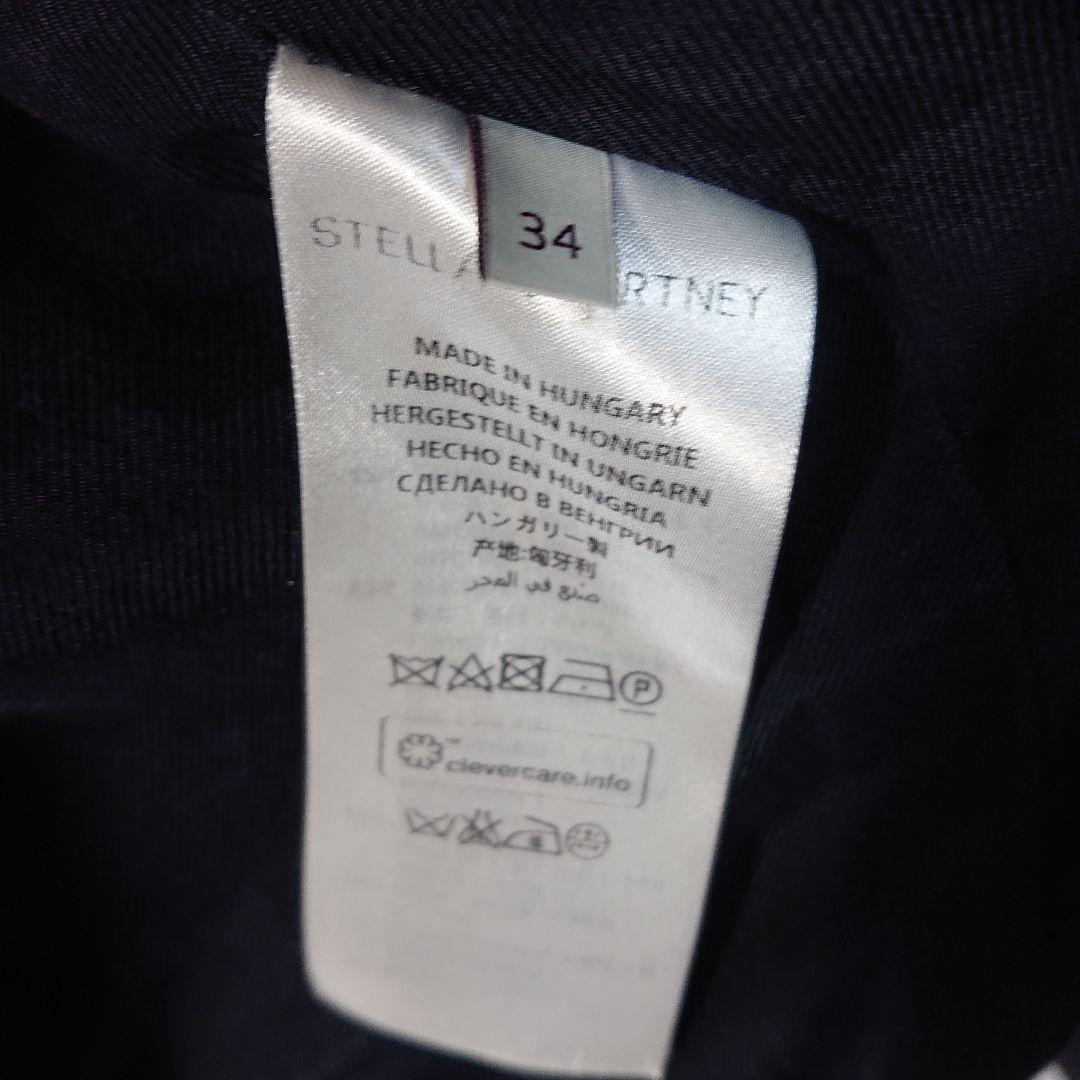 34
STELLA RTNEY
MADE IN HUNGARY
FABRIQUE EN HONGRIE
HERGESTELLT IN UNGARN
HECHO EN HUNGRIA
СДЕЛАНО В ВЕНГРИИ
ハンガリー製
产地:匈牙利
صنع في المجر
P
clevercare.info